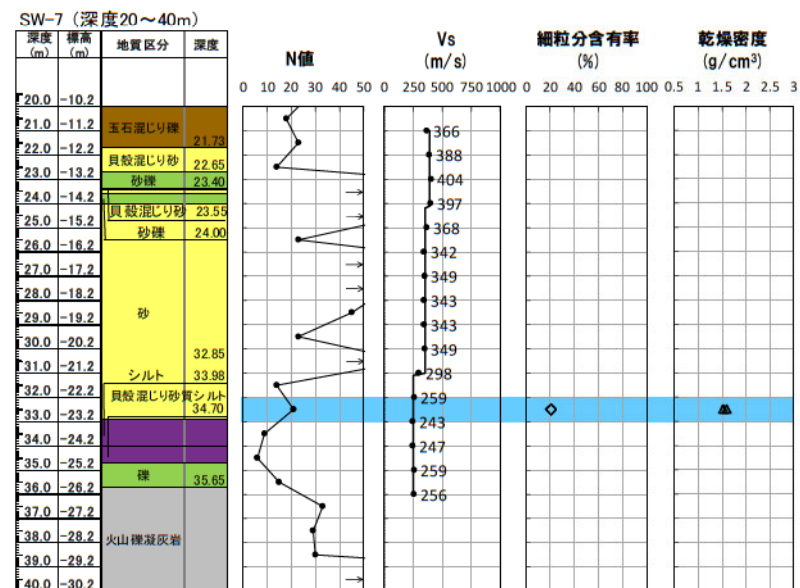 SW-7 (深度20～40m)
深度(m) 標高(m) 地質区分 深度
N値
Vs (m/s)
細粒分含有率 (%)
乾燥密度 (g/cm³)
0 10 20 30 40 50
0 250 500 750 1000
0 20 40 60 80 100
0.5 1 1.5 2 2.5 3
20.0 -10.2
21.0 -11.2
22.0 -12.2
23.0 -13.2
24.0 -14.2
25.0 -15.2
26.0 -16.2
27.0 -17.2
28.0 -18.2
29.0 -19.2
30.0 -20.2
31.0 -21.2
32.0 -22.2
33.0 -23.2
34.0 -24.2
35.0 -25.2
36.0 -26.2
37.0 -27.2
38.0 -28.2
39.0 -29.2
40.0 -30.2
玉石混じり礫 21.73
貝殻混じり砂 22.65
砂礫 23.40
貝殻混じり砂 23.55
砂礫 24.00
砂 32.85
シルト 33.98
貝殻混じり砂質シルト 34.70
礫 35.65
火山礫凝灰岩
366
388
404
397
368
342
349
343
343
349
298
259
243
247
259
256